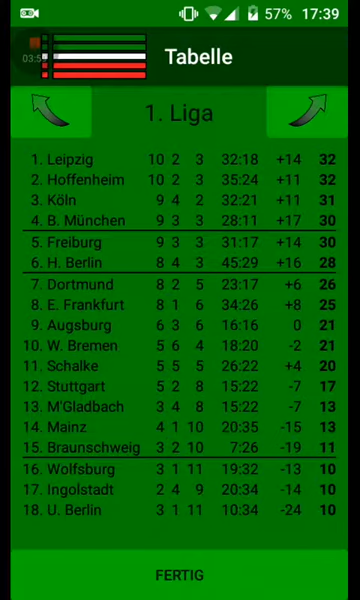 57% 17:39
03:5
Tabelle
1. Liga
1. Leipzig 10 2 3 32:18 +14 32
2. Hoffenheim 10 2 3 35:24 +11 32
3. Köln 9 4 2 32:21 +11 31
4. B. München 9 3 3 28:11 +17 30
5. Freiburg 9 3 3 31:17 +14 30
6. H. Berlin 8 4 3 45:29 +16 28
7. Dortmund 8 2 5 23:17 +6 26
8. E. Frankfurt 8 1 6 34:26 +8 25
9. Augsburg 6 3 6 16:16 0 21
10. W. Bremen 5 6 4 18:20 -2 21
11. Schalke 5 5 5 26:22 +4 20
12. Stuttgart 5 2 8 15:22 -7 17
13. M'Gladbach 3 4 8 15:22 -7 13
14. Mainz 4 1 10 20:35 -15 13
15. Braunschweig 3 2 10 7:26 -19 11
16. Wolfsburg 3 1 11 19:32 -13 10
17. Ingolstadt 2 4 9 20:34 -14 10
18. U. Berlin 3 1 11 10:34 -24 10
FERTIG